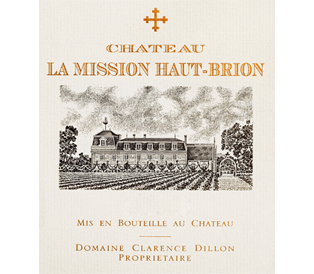 CHATEAU
LA MISSION HAUT-BRION
MIS EN BOUTEILLE AU CHATEAU
DOMAINE CLARENCE DILLON
PROPRIETAIRE